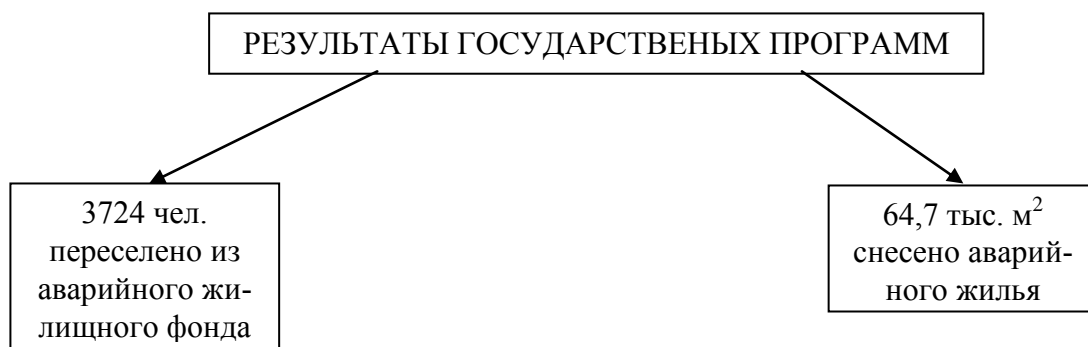 РЕЗУЛЬТАТЫ ГОСУДАРСТВЕНЫХ ПРОГРАММ
3724 чел.
переселено из
аварийного жи-
лищного фонда
64,7 тыс. м²
снесено аварий-
ного жилья